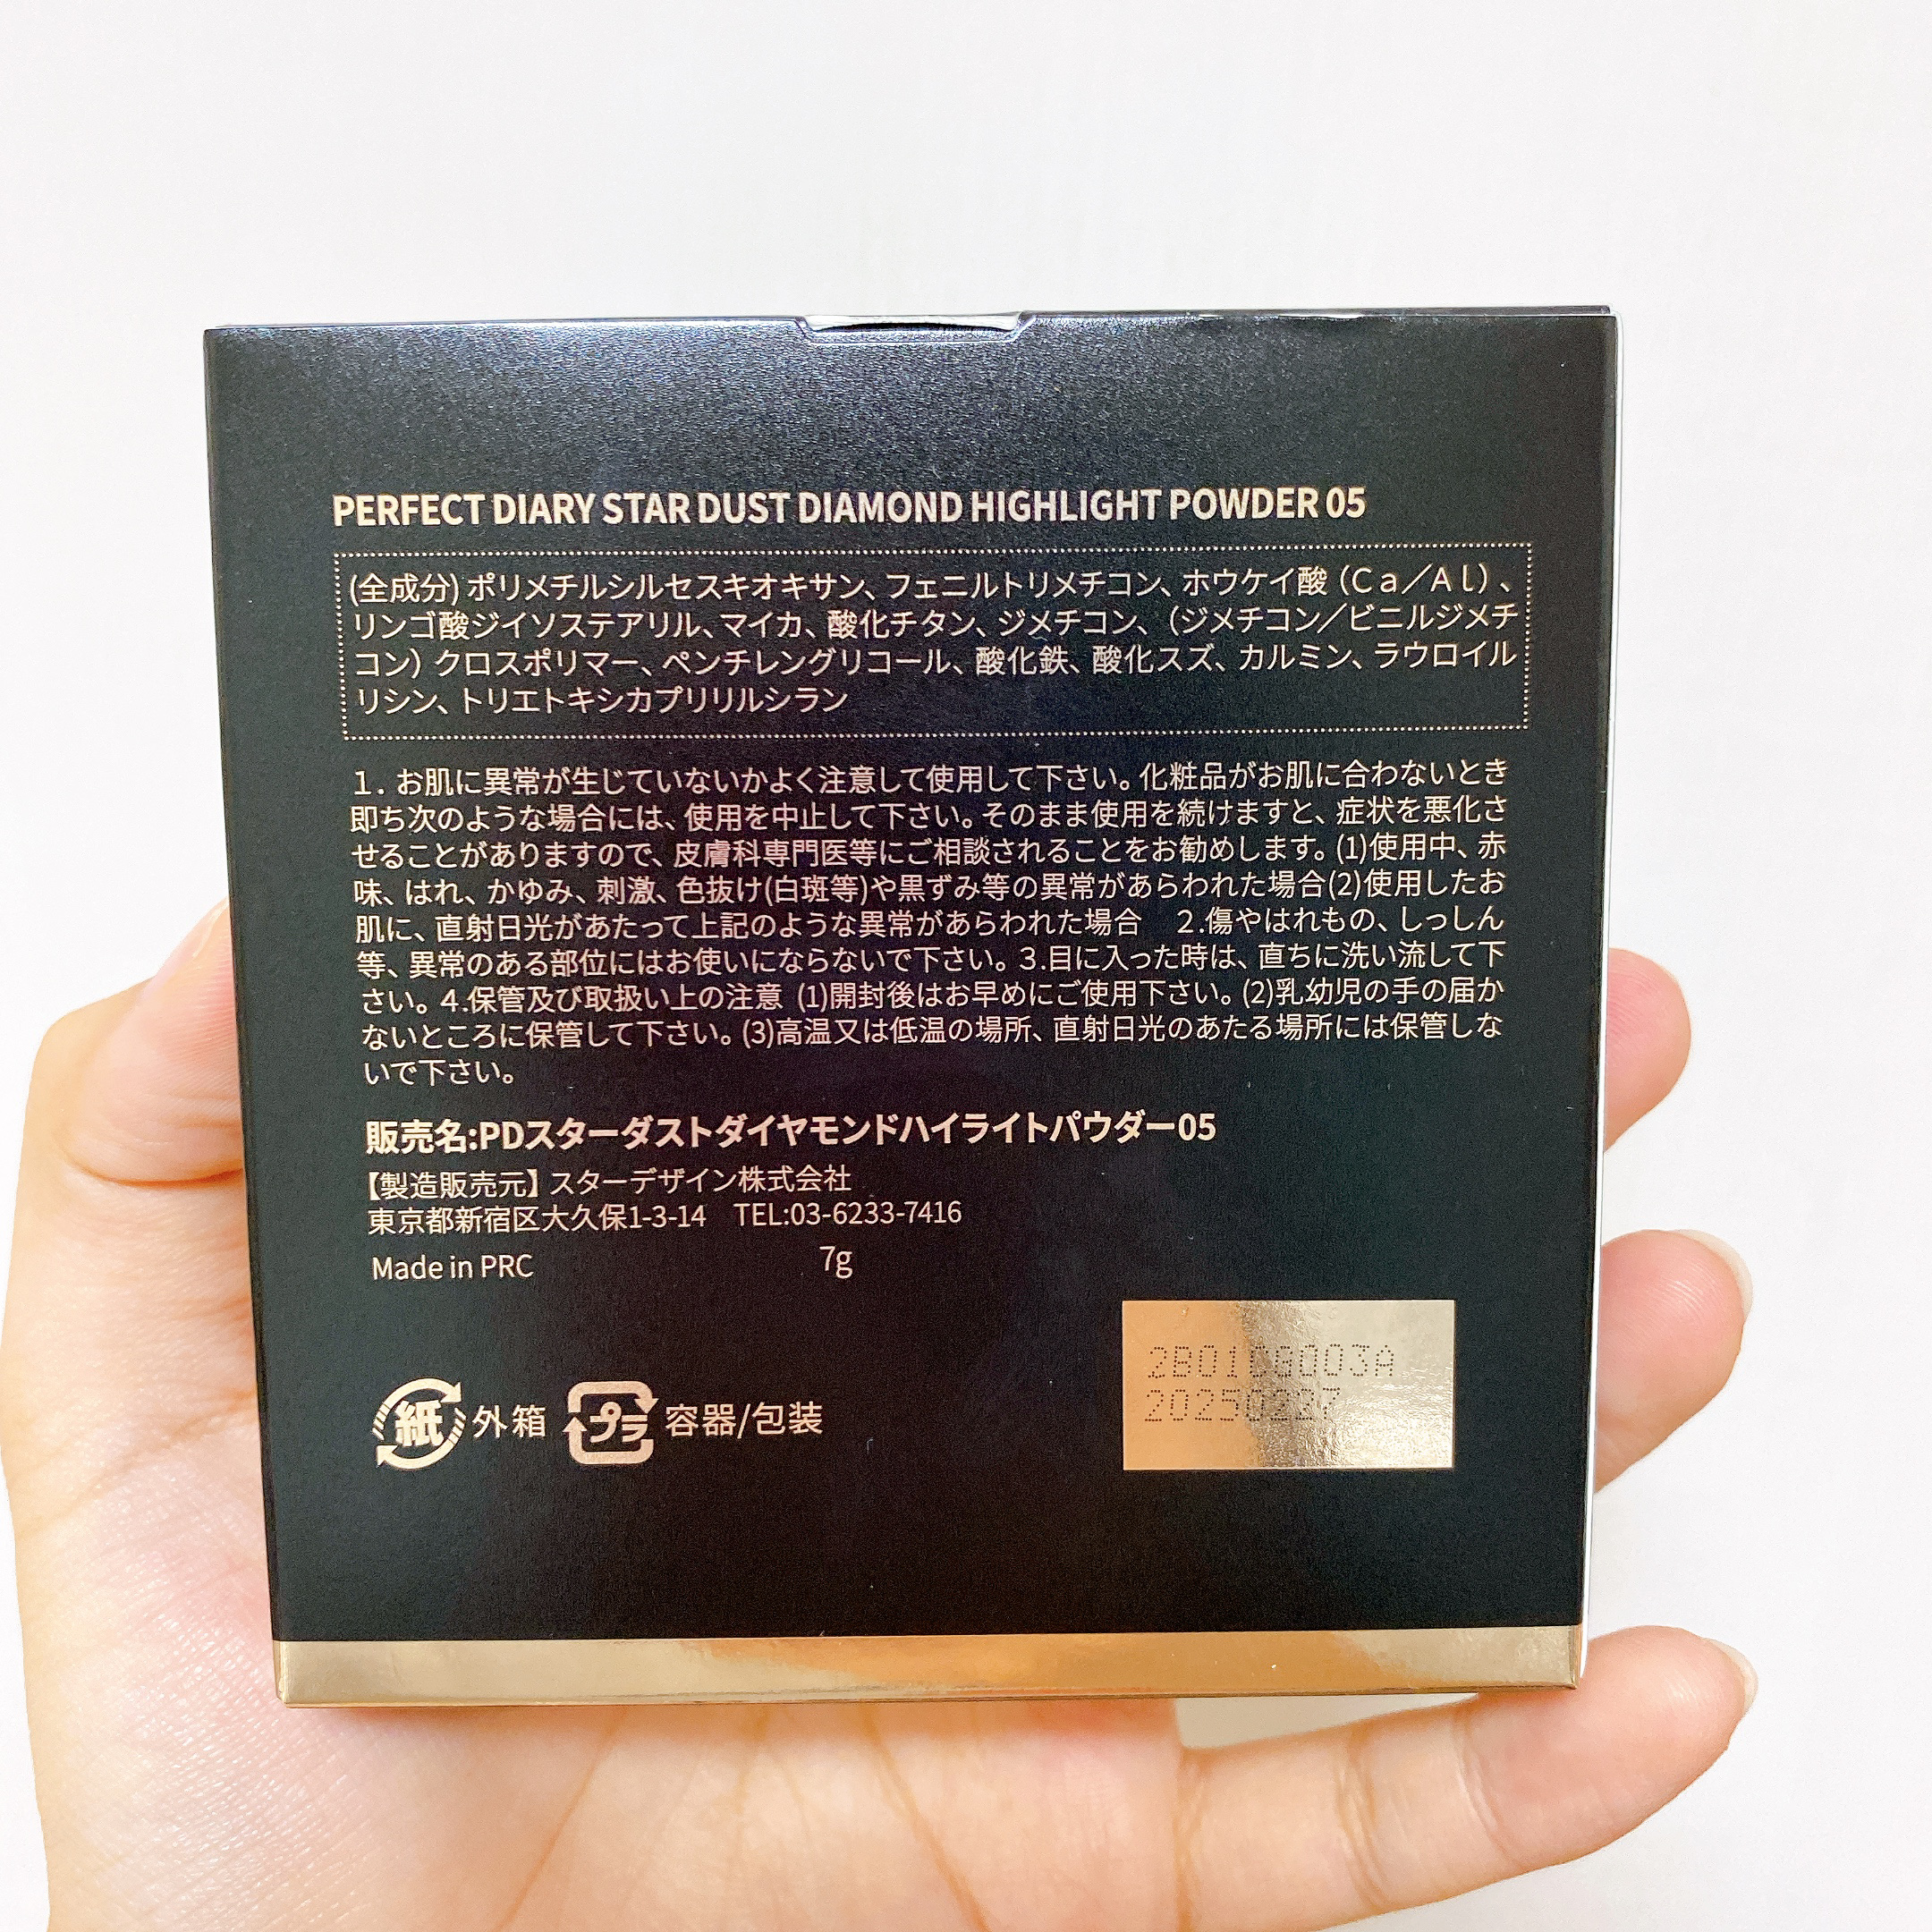 PERFECT DIARY STAR DUST DIAMOND HIGHLIGHT POWDER 05
(全成分) ポリメチルシルセスキオキサン、フェニルトリメチコン、ホウケイ酸（Ｃａ／Ａｌ）、
リンゴ酸ジイソステアリル、マイカ、酸化チタン、ジメチコン、（ジメチコン／ビニルジメチ
コン）クロスポリマー、ペンチレングリコール、酸化鉄、酸化スズ、カルミン、ラウロイル
リシン、トリエトキシカプリリルシラン
１．お肌に異常が生じていないかよく注意して使用して下さい。化粧品がお肌に合わないとき
即ち次のような場合には、使用を中止して下さい。そのまま使用を続けますと、症状を悪化さ
せることがありますので、皮膚科専門医等にご相談されることをお勧めします。(1)使用中、赤
味、はれ、かゆみ、刺激、色抜け(白斑等)や黒ずみ等の異常があらわれた場合(2)使用したお
肌に、直射日光があたって上記のような異常があらわれた場合　２.傷やはれもの、しっしん
等、異常のある部位にはお使いにならないで下さい。３.目に入った時は、直ちに洗い流して下
さい。４.保管及び取扱い上の注意 (1)開封後はお早めにご使用下さい。(2)乳幼児の手の届か
ないところに保管して下さい。(3)高温又は低温の場所、直射日光のあたる場所には保管しな
いで下さい。
販売名:PDスターダストダイヤモンドハイライトパウダー05
【製造販売元】スターデザイン株式会社
東京都新宿区大久保1-3-14　TEL:03-6233-7416
Made in PRC　7g
紙 外箱 プラ 容器/包装
20250227